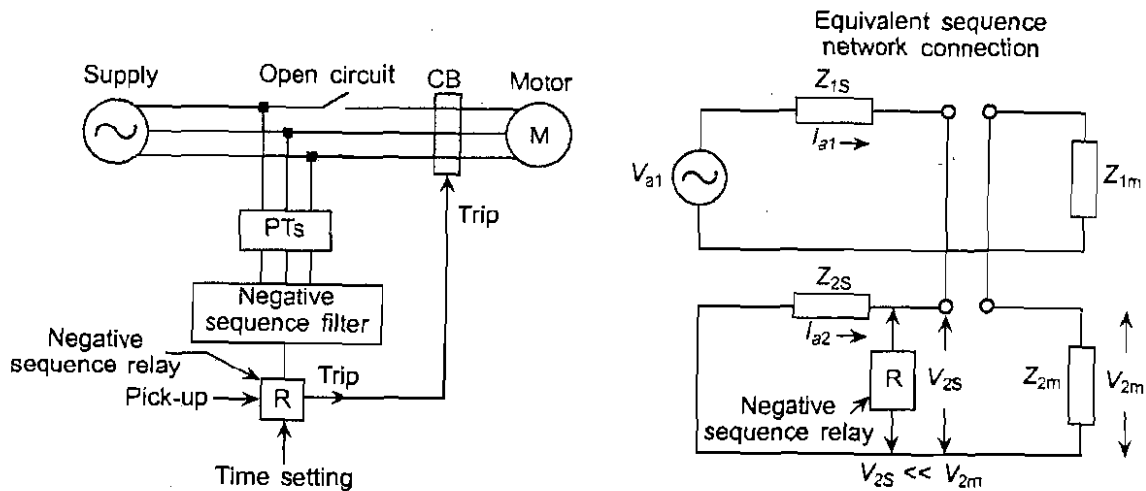 Supply
Open circuit
CB
Motor
M
Trip
PTs
Negative
sequence filter
Negative
sequence relay
Pick-up
R
Trip
Time setting
Equivalent sequence
network connection
Z1S
Ia1
Va1
Z1m
Z2S
Ia2
R
V2S
Z2m
V2m
Negative
sequence relay
V2S << V2m